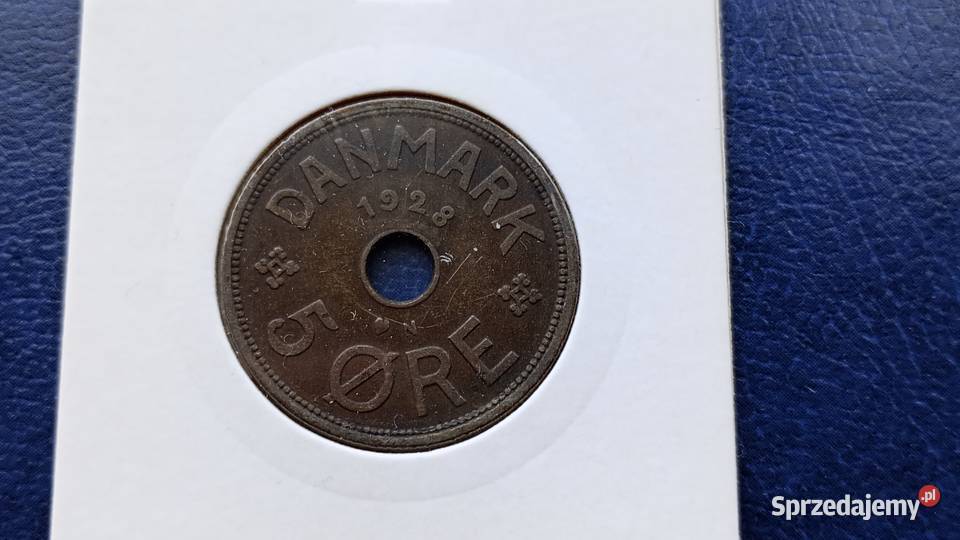 DANMARK
1928
N
5 ØRE
Sprzedajemy.pl